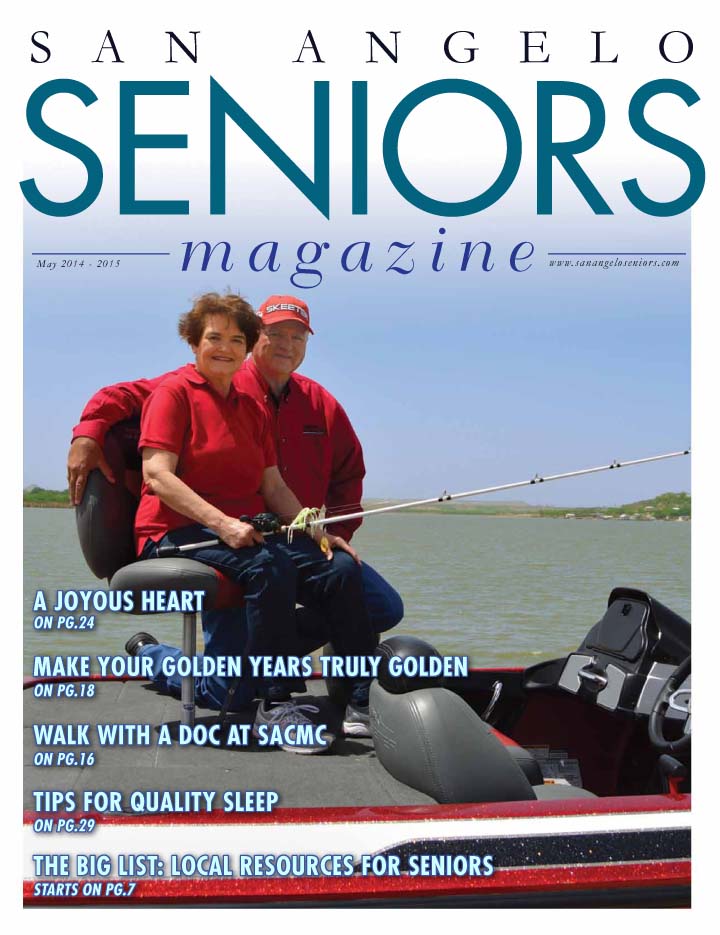 SAN ANGELO
SENIORS
magazine
May 2014 - 2015
www.sanangeloseniors.com
SKEETER
A JOYOUS HEART
ON PG.24
MAKE YOUR GOLDEN YEARS TRULY GOLDEN
ON PG.18
WALK WITH A DOC AT SACMC
ON PG.16
TIPS FOR QUALITY SLEEP
ON PG.29
THE BIG LIST: LOCAL RESOURCES FOR SENIORS
STARTS ON PG.7